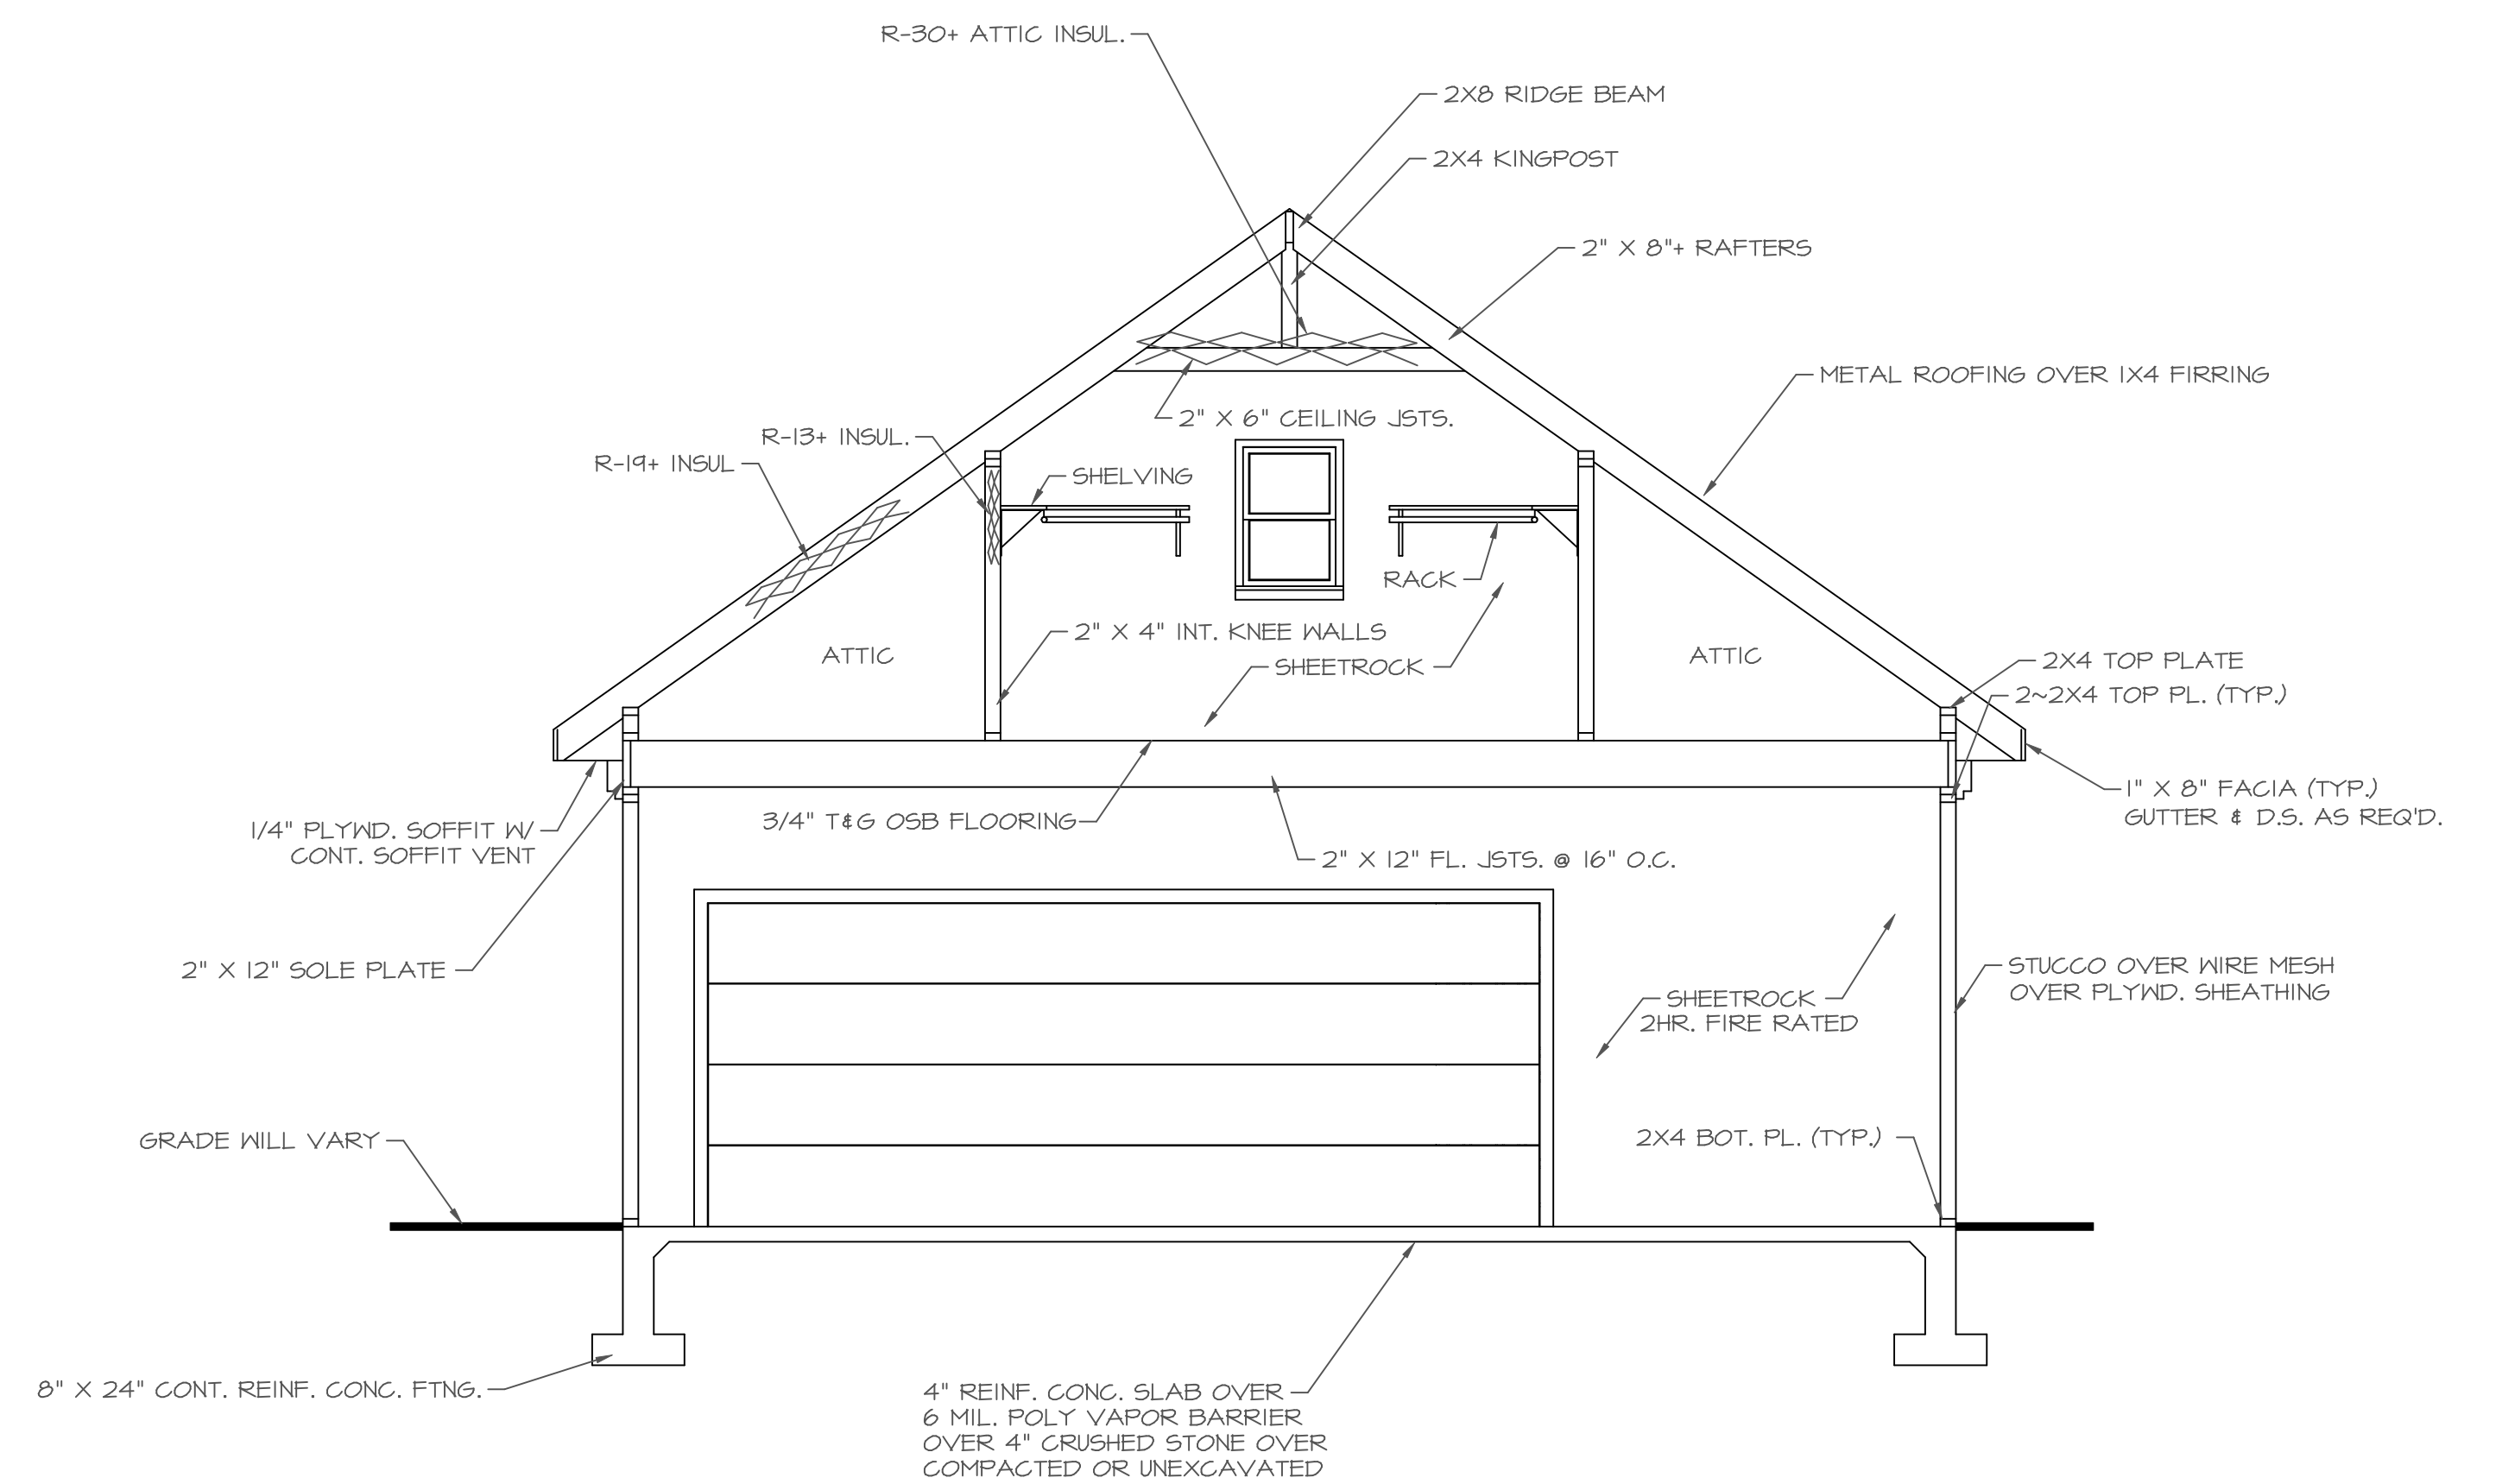 R-30+ ATTIC INSUL.
2X8 RIDGE BEAM
2X4 KINGPOST
2" X 8"+ RAFTERS
METAL ROOFING OVER 1X4 FIRRING
2" X 6" CEILING JSTS.
R-13+ INSUL.
R-19+ INSUL
SHELVING
RACK
2" X 4" INT. KNEE WALLS
ATTIC
SHEETROCK
ATTIC
2X4 TOP PLATE
2~2X4 TOP PL. (TYP.)
1" X 8" FACIA (TYP.)
GUTTER & D.S. AS REQ'D.
3/4" T&G OSB FLOORING
1/4" PLYWD. SOFFIT W/
CONT. SOFFIT VENT
2" X 12" FL. JSTS. @ 16" O.C.
2" X 12" SOLE PLATE
STUCCO OVER WIRE MESH
OVER PLYWD. SHEATHING
SHEETROCK
2HR. FIRE RATED
GRADE WILL VARY
2X4 BOT. PL. (TYP.)
8" X 24" CONT. REINF. CONC. FTNG.
4" REINF. CONC. SLAB OVER
6 MIL. POLY VAPOR BARRIER
OVER 4" CRUSHED STONE OVER
COMPACTED OR UNEXCAVATED